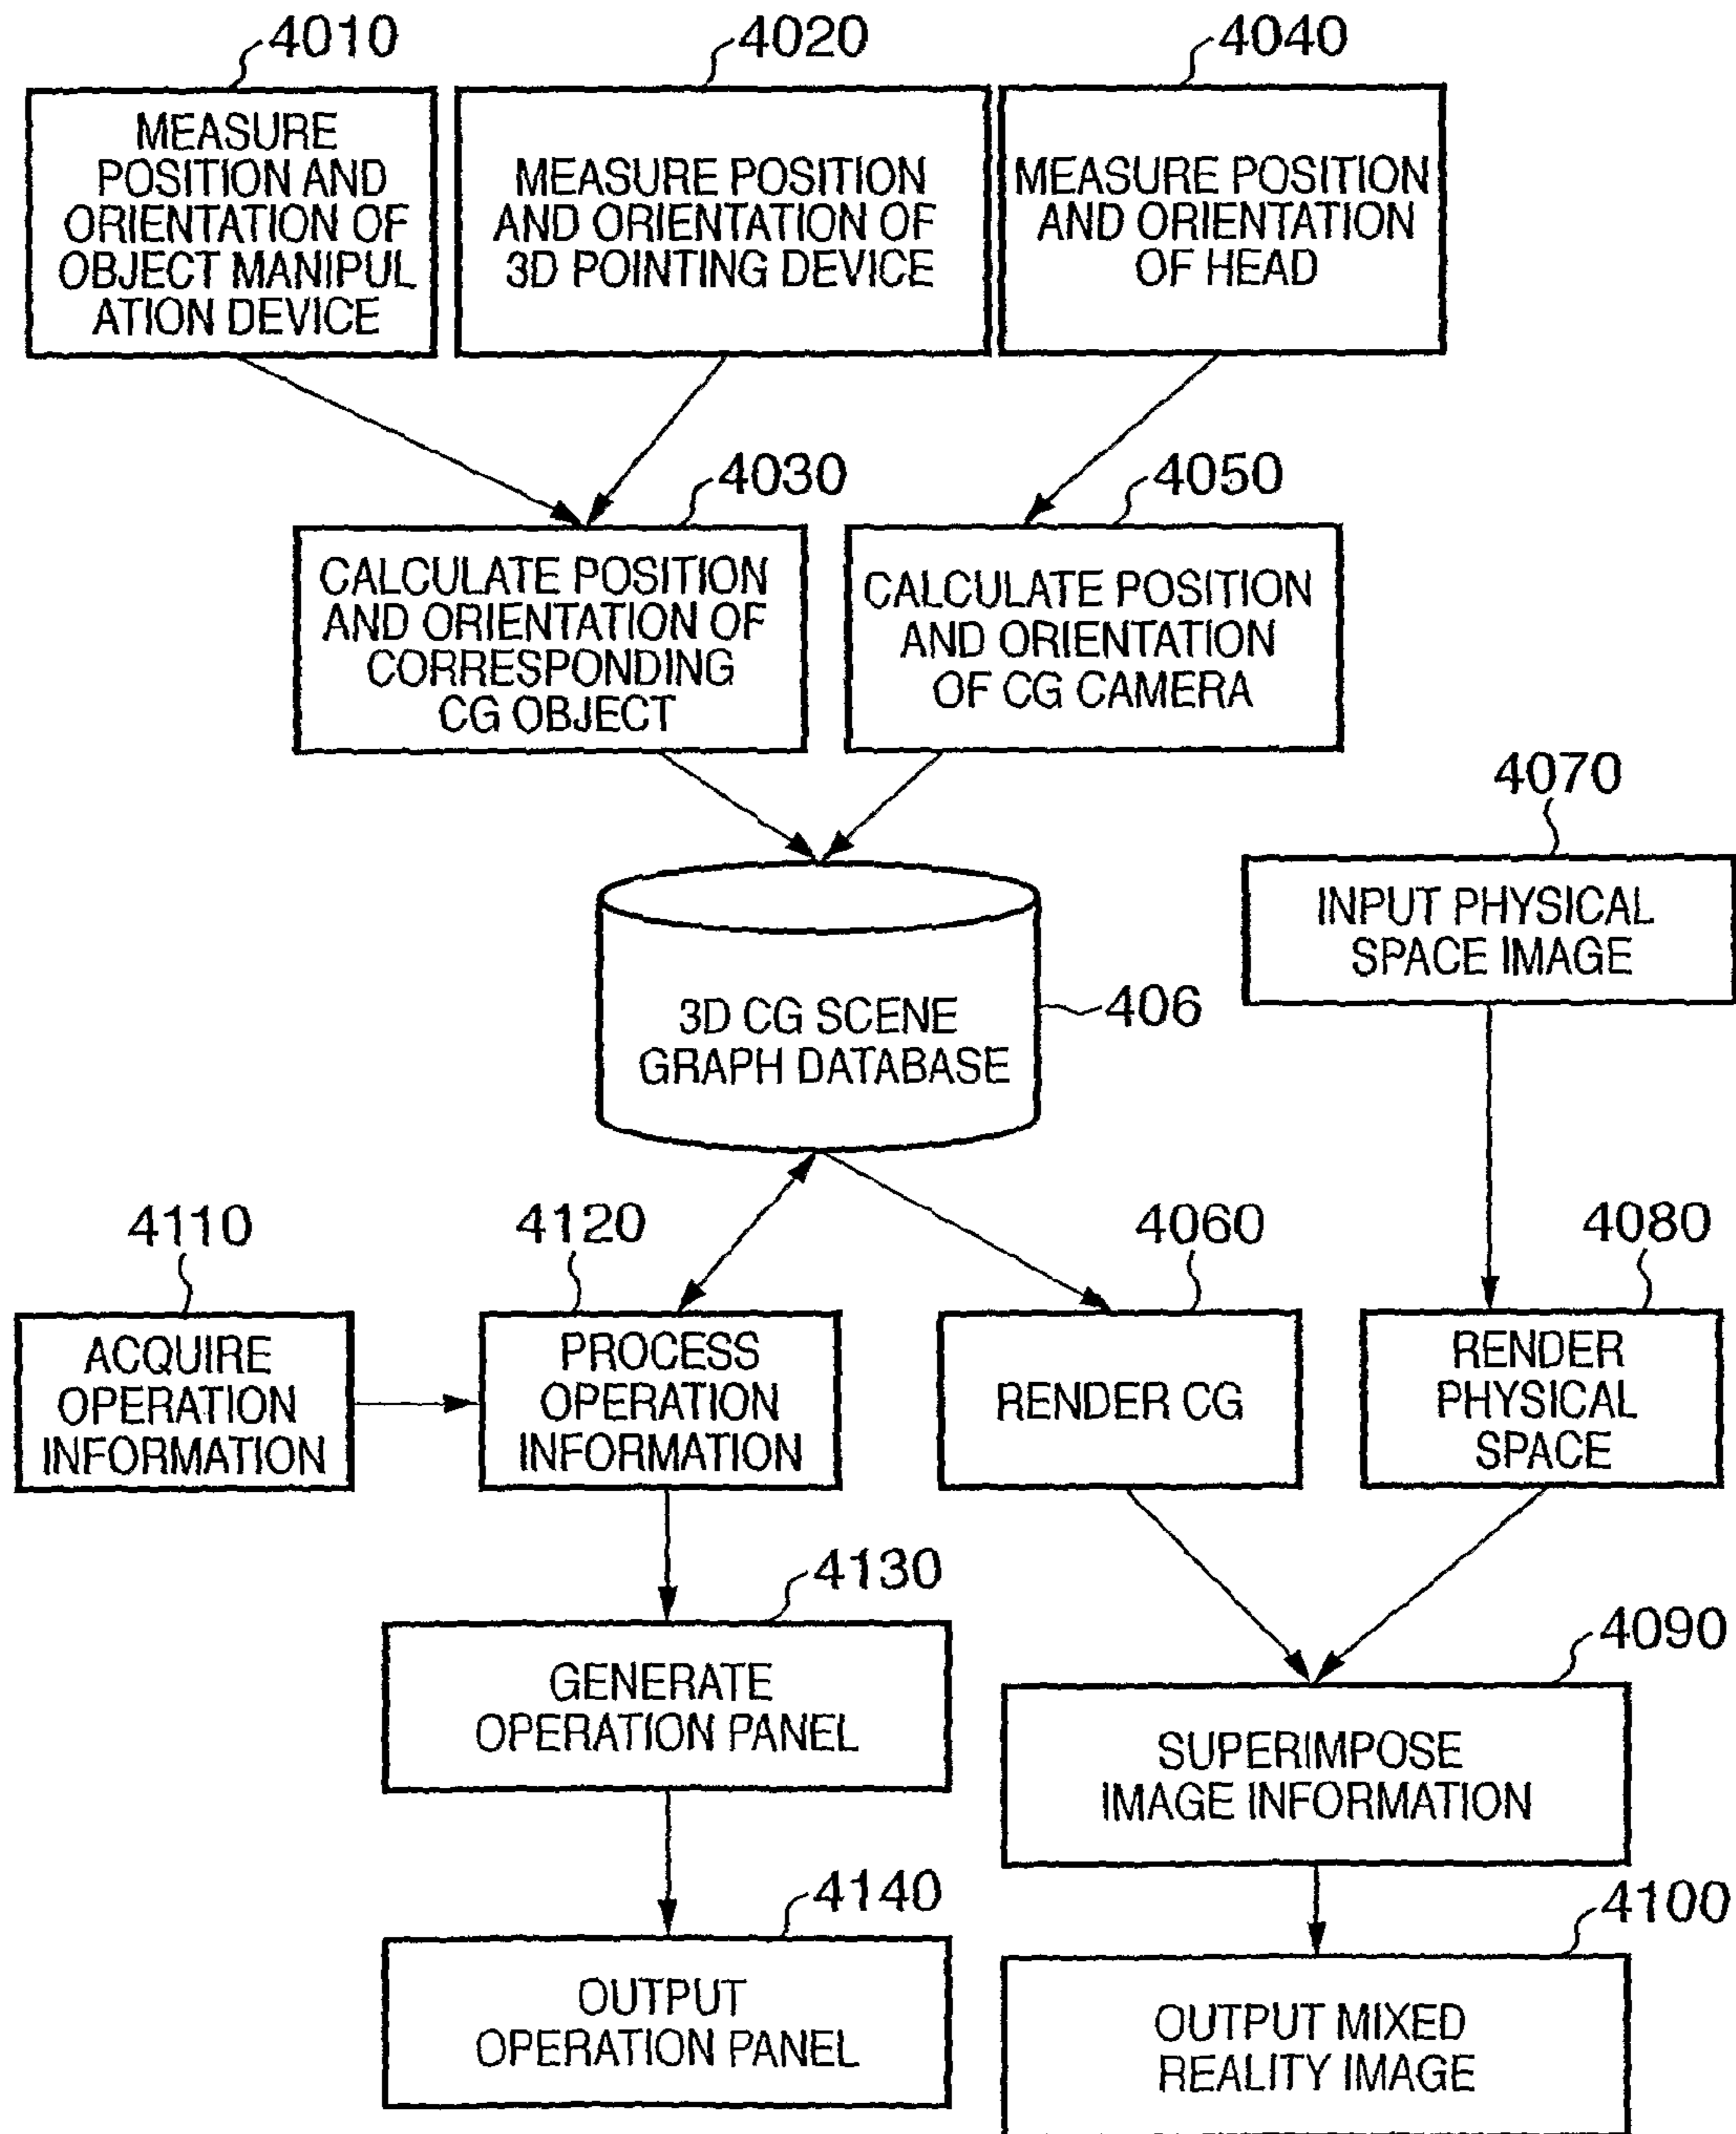 4010
4020
4040
MEASURE
POSITION AND
ORIENTATION OF
OBJECT MANIPUL
ATION DEVICE
MEASURE POSITION
AND ORIENTATION OF
3D POINTING DEVICE
MEASURE POSITION
AND ORIENTATION
OF HEAD
4030
4050
CALCULATE POSITION
AND ORIENTATION OF
CORRESPONDING
CG OBJECT
CALCULATE POSITION
AND ORIENTATION
OF CG CAMERA
4070
INPUT PHYSICAL
SPACE IMAGE
3D CG SCENE
GRAPH DATABASE
406
4110
4120
4060
4080
ACQUIRE
OPERATION
INFORMATION
PROCESS
OPERATION
INFORMATION
RENDER CG
RENDER
PHYSICAL
SPACE
4130
GENERATE
OPERATION PANEL
4090
SUPERIMPOSE
IMAGE INFORMATION
4140
OUTPUT
OPERATION PANEL
4100
OUTPUT MIXED
REALITY IMAGE